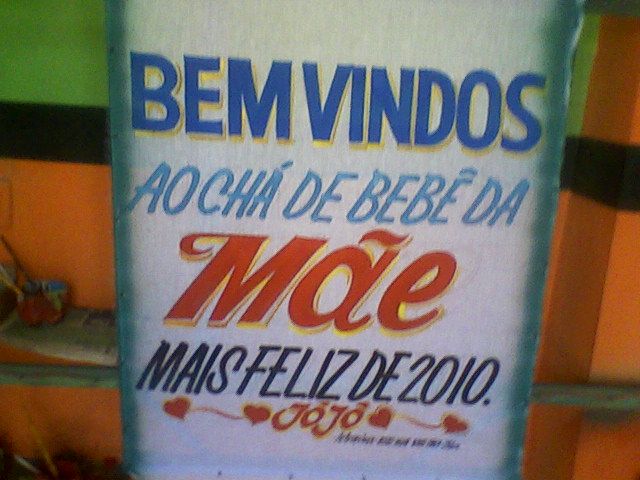 BEM VINDOS
AO CHÁ DE BEBÊ DA
Mãe
MAIS FELIZ DE 2010.
JÔJÔ